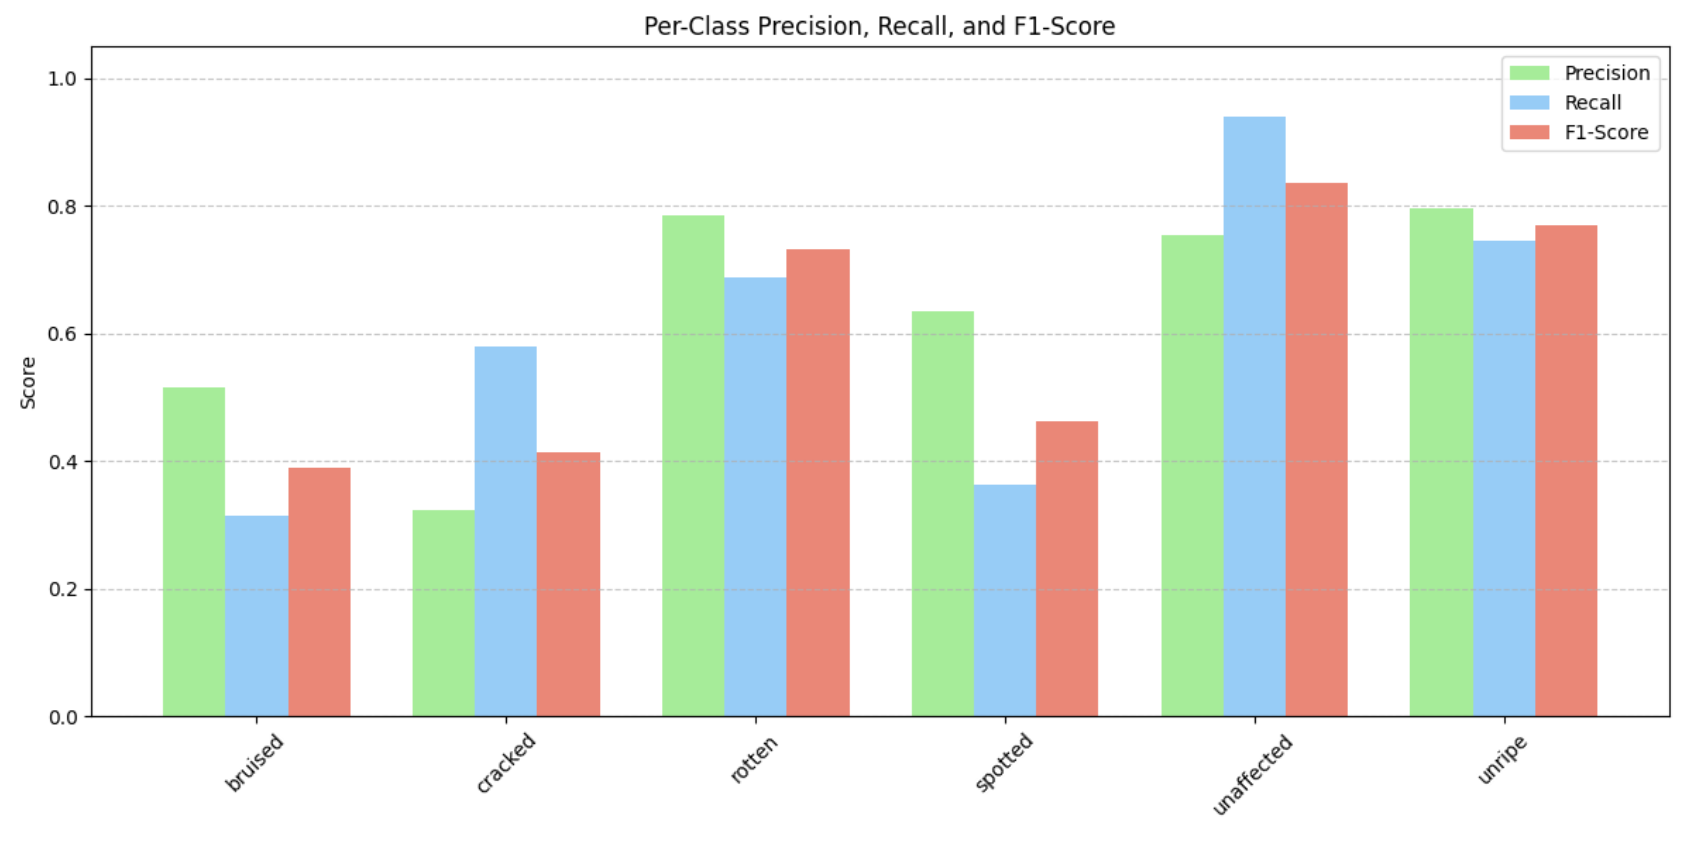 Per-Class Precision, Recall, and F1-Score
Precision
Recall
F1-Score
Score
1.0
0.8
0.6
0.4
0.2
0.0
bruised
cracked
rotten
spotted
unaffected
unripe